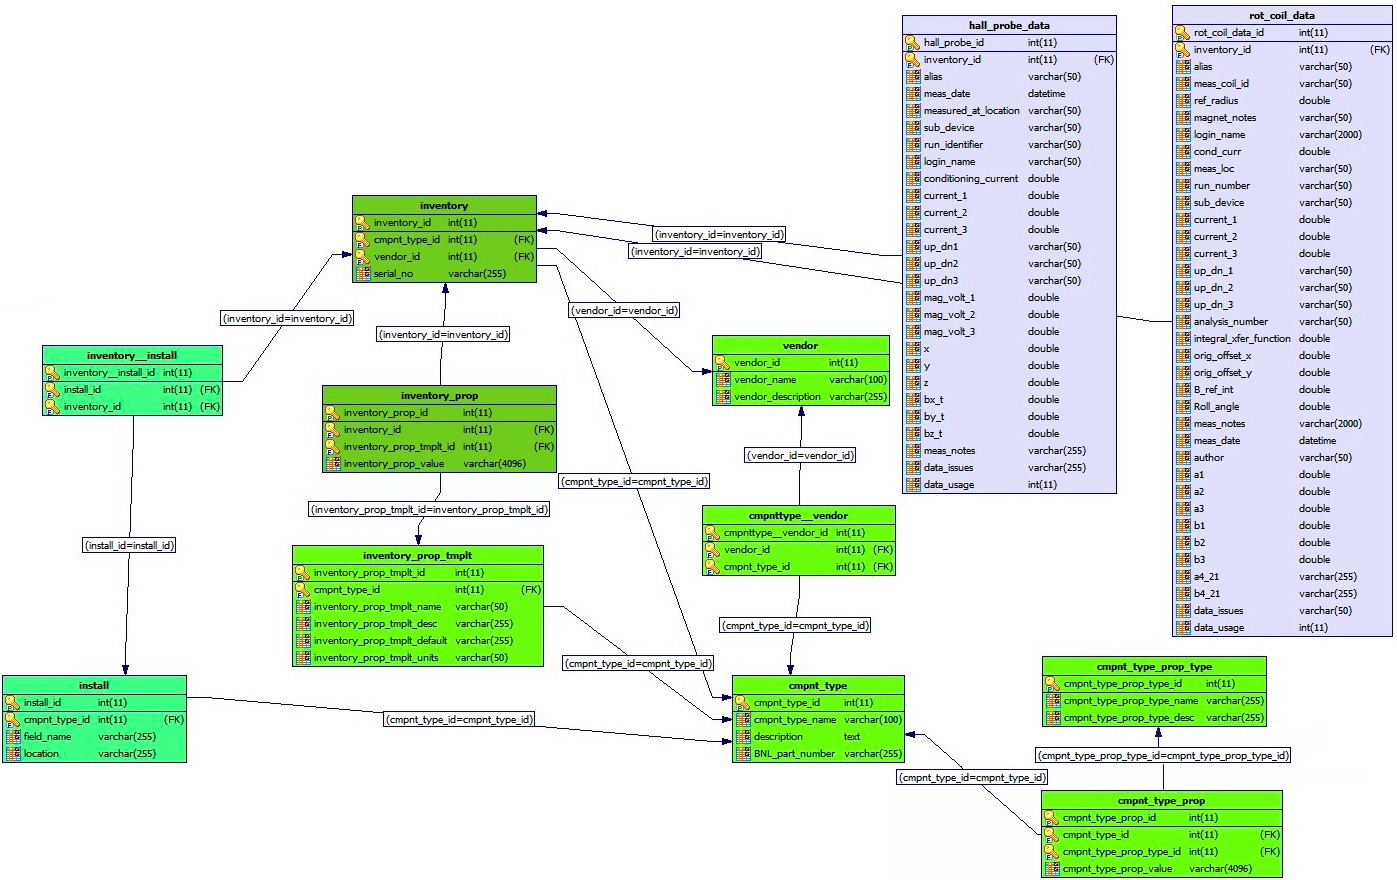 hall_probe_data
hall_probe_id int(11)
inventory_id int(11) (FK)
alias varchar(50)
meas_date datetime
measured_at_location varchar(50)
sub_device varchar(50)
run_identifier varchar(50)
login_name varchar(50)
conditioning_current double
current_1 double
current_2 double
current_3 double
up_dn1 varchar(50)
up_dn2 varchar(50)
up_dn3 varchar(50)
mag_volt_1 double
mag_volt_2 double
mag_volt_3 double
x double
y double
z double
bx_t double
by_t double
bz_t double
meas_notes varchar(255)
data_issues varchar(255)
data_usage int(11)
rot_coil_data
rot_coil_data_id int(11)
inventory_id int(11) (FK)
alias varchar(50)
meas_coil_id varchar(50)
ref_radius double
magnet_notes varchar(50)
login_name varchar(2000)
cond_curr double
meas_loc varchar(50)
run_number varchar(50)
sub_device varchar(50)
current_1 double
current_2 double
current_3 double
up_dn_1 varchar(50)
up_dn_2 varchar(50)
up_dn_3 varchar(50)
analysis_number varchar(50)
integral_xfer_function double
orig_offset_x double
orig_offset_y double
B_ref_int double
Roll_angle double
meas_notes varchar(2000)
meas_date datetime
author varchar(50)
a1 double
a2 double
a3 double
b1 double
b2 double
b3 double
a4_21 varchar(255)
b4_21 varchar(255)
data_issues varchar(50)
data_usage int(11)
inventory
inventory_id int(11)
cmpnt_type_id int(11) (FK)
vendor_id int(11) (FK)
serial_no varchar(255)
(inventory_id=inventory_id)
(inventory_id=inventory_id)
(vendor_id=vendor_id)
(inventory_id=inventory_id)
(inventory_id=inventory_id)
inventory__install
inventory__install_id int(11)
install_id int(11) (FK)
inventory_id int(11) (FK)
vendor
vendor_id int(11)
vendor_name varchar(100)
vendor_description varchar(255)
inventory_prop
inventory_prop_id int(11)
inventory_id int(11) (FK)
inventory_prop_tmplt_id int(11) (FK)
inventory_prop_value varchar(4096)
(vendor_id=vendor_id)
(cmpnt_type_id=cmpnt_type_id)
(inventory_prop_tmplt_id=inventory_prop_tmplt_id)
cmpnttype__vendor
cmpnttype__vendor_id int(11)
vendor_id int(11) (FK)
cmpnt_type_id int(11) (FK)
(install_id=install_id)
inventory_prop_tmplt
inventory_prop_tmplt_id int(11)
cmpnt_type_id int(11) (FK)
inventory_prop_tmplt_name varchar(50)
inventory_prop_tmplt_desc varchar(255)
inventory_prop_tmplt_default varchar(255)
inventory_prop_tmplt_units varchar(50)
(cmpnt_type_id=cmpnt_type_id)
(cmpnt_type_id=cmpnt_type_id)
install
install_id int(11)
cmpnt_type_id int(11) (FK)
field_name varchar(255)
location varchar(255)
(cmpnt_type_id=cmpnt_type_id)
cmpnt_type
cmpnt_type_id int(11)
cmpnt_type_name varchar(100)
description text
BNL_part_number varchar(255)
cmpnt_type_prop_type
cmpnt_type_prop_type_id int(11)
cmpnt_type_prop_type_name varchar(255)
cmpnt_type_prop_type_desc varchar(255)
(cmpnt_type_prop_type_id=cmpnt_type_prop_type_id)
(cmpnt_type_id=cmpnt_type_id)
cmpnt_type_prop
cmpnt_type_prop_id int(11)
cmpnt_type_id int(11) (FK)
cmpnt_type_prop_type_id int(11) (FK)
cmpnt_type_prop_value varchar(4096)